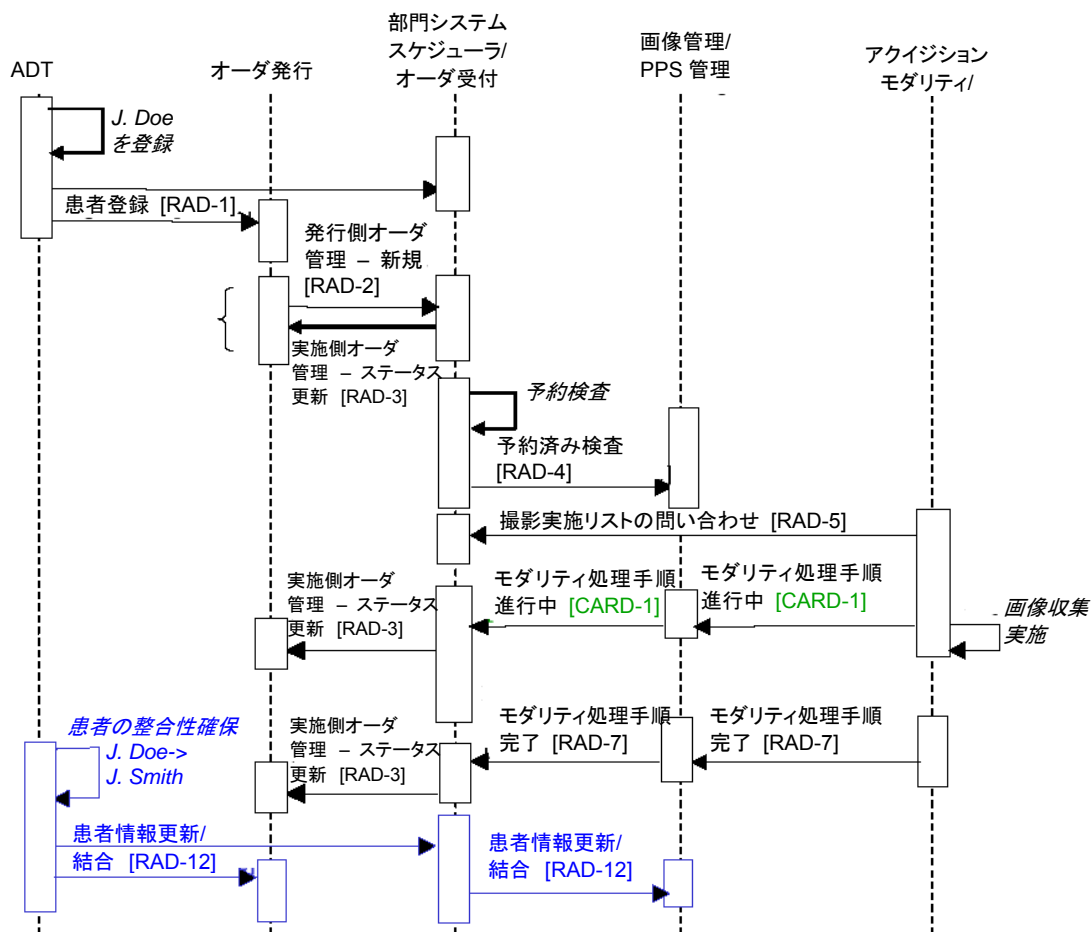 ADT
オーダ発行
部門システム
スケジューラ/
オーダ受付
画像管理/
PPS 管理
アクイジション
モダリティ/
J. Doe
を登録
患者登録 [RAD-1]
発行側オーダ
管理 – 新規
[RAD-2]
実施側オーダ
管理 – ステータス
更新 [RAD-3]
予約検査
予約済み検査
[RAD-4]
撮影実施リストの問い合わせ [RAD-5]
実施側オーダ
管理 – ステータス
更新 [RAD-3]
モダリティ処理手順
進行中 [CARD-1]
モダリティ処理手順
進行中 [CARD-1]
画像収集
実施
患者の整合性確保
J. Doe->
J. Smith
実施側オーダ
管理 – ステータス
更新 [RAD-3]
モダリティ処理手順
完了 [RAD-7]
モダリティ処理手順
完了 [RAD-7]
患者情報更新/
結合 [RAD-12]
患者情報更新/
結合 [RAD-12]